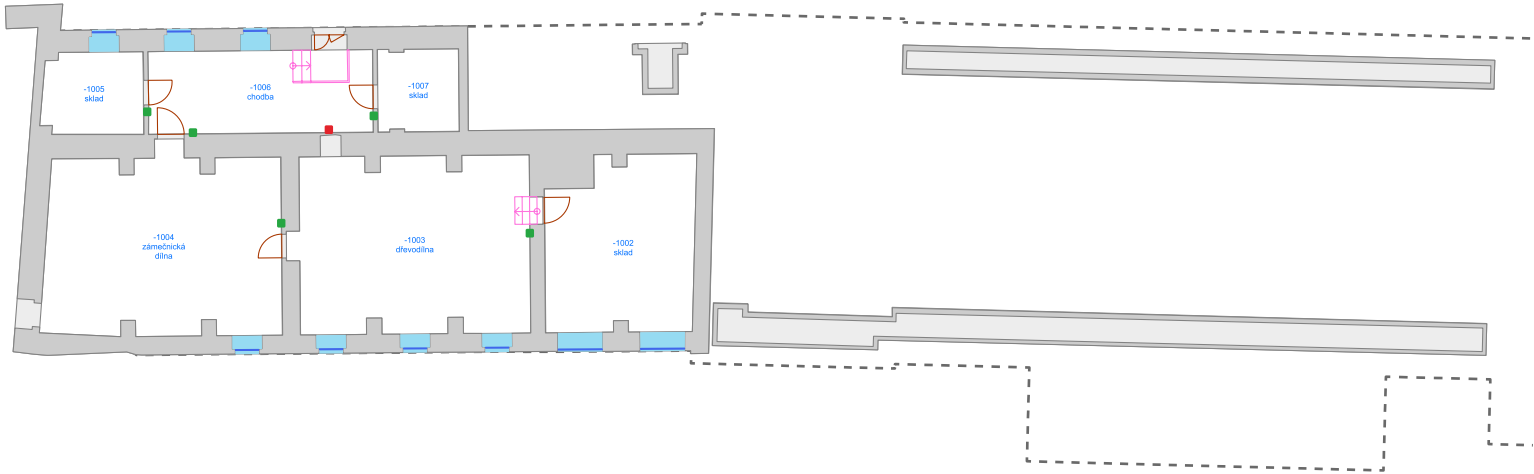 -1005
sklad
-1006
chodba
-1007
sklad
-1004
zámečnická
dílna
-1003
dřevodílna
-1002
sklad